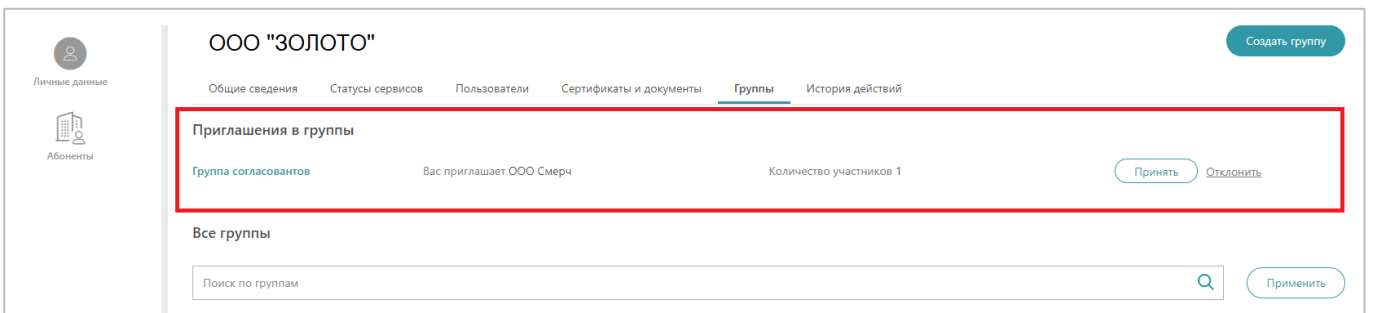 ООО "ЗОЛОТО"
Создать группу
Личные данные
Общие сведения Статусы сервисов Пользователи Сертификаты и документы Группы История действий
Приглашения в группы
Абоненты
Группа согласовантов Вас приглашает ООО Смерч Количество участников 1 Принять Отклонить
Все группы
Поиск по группам Применить